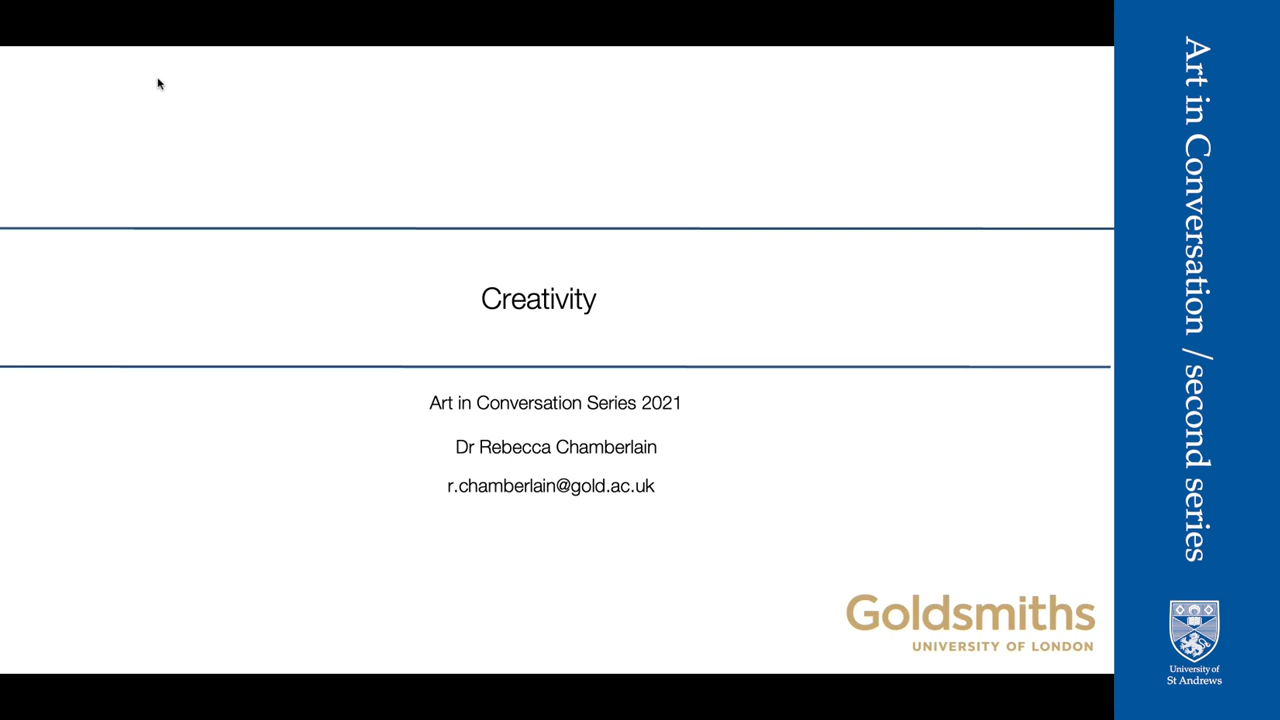 Creativity
Art in Conversation Series 2021
Dr Rebecca Chamberlain
r.chamberlain@gold.ac.uk
Goldsmiths
UNIVERSITY OF LONDON
Art in Conversation / second series
University of
St Andrews